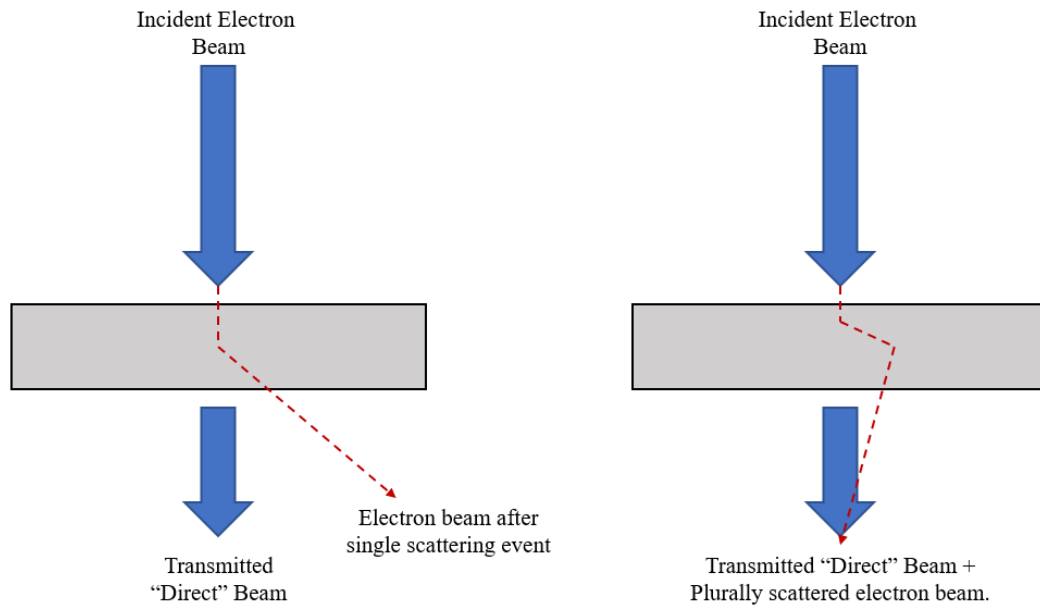 Incident Electron
Beam
Incident Electron
Beam
Electron beam after
single scattering event
Transmitted
“Direct” Beam
Transmitted “Direct” Beam +
Plurally scattered electron beam.